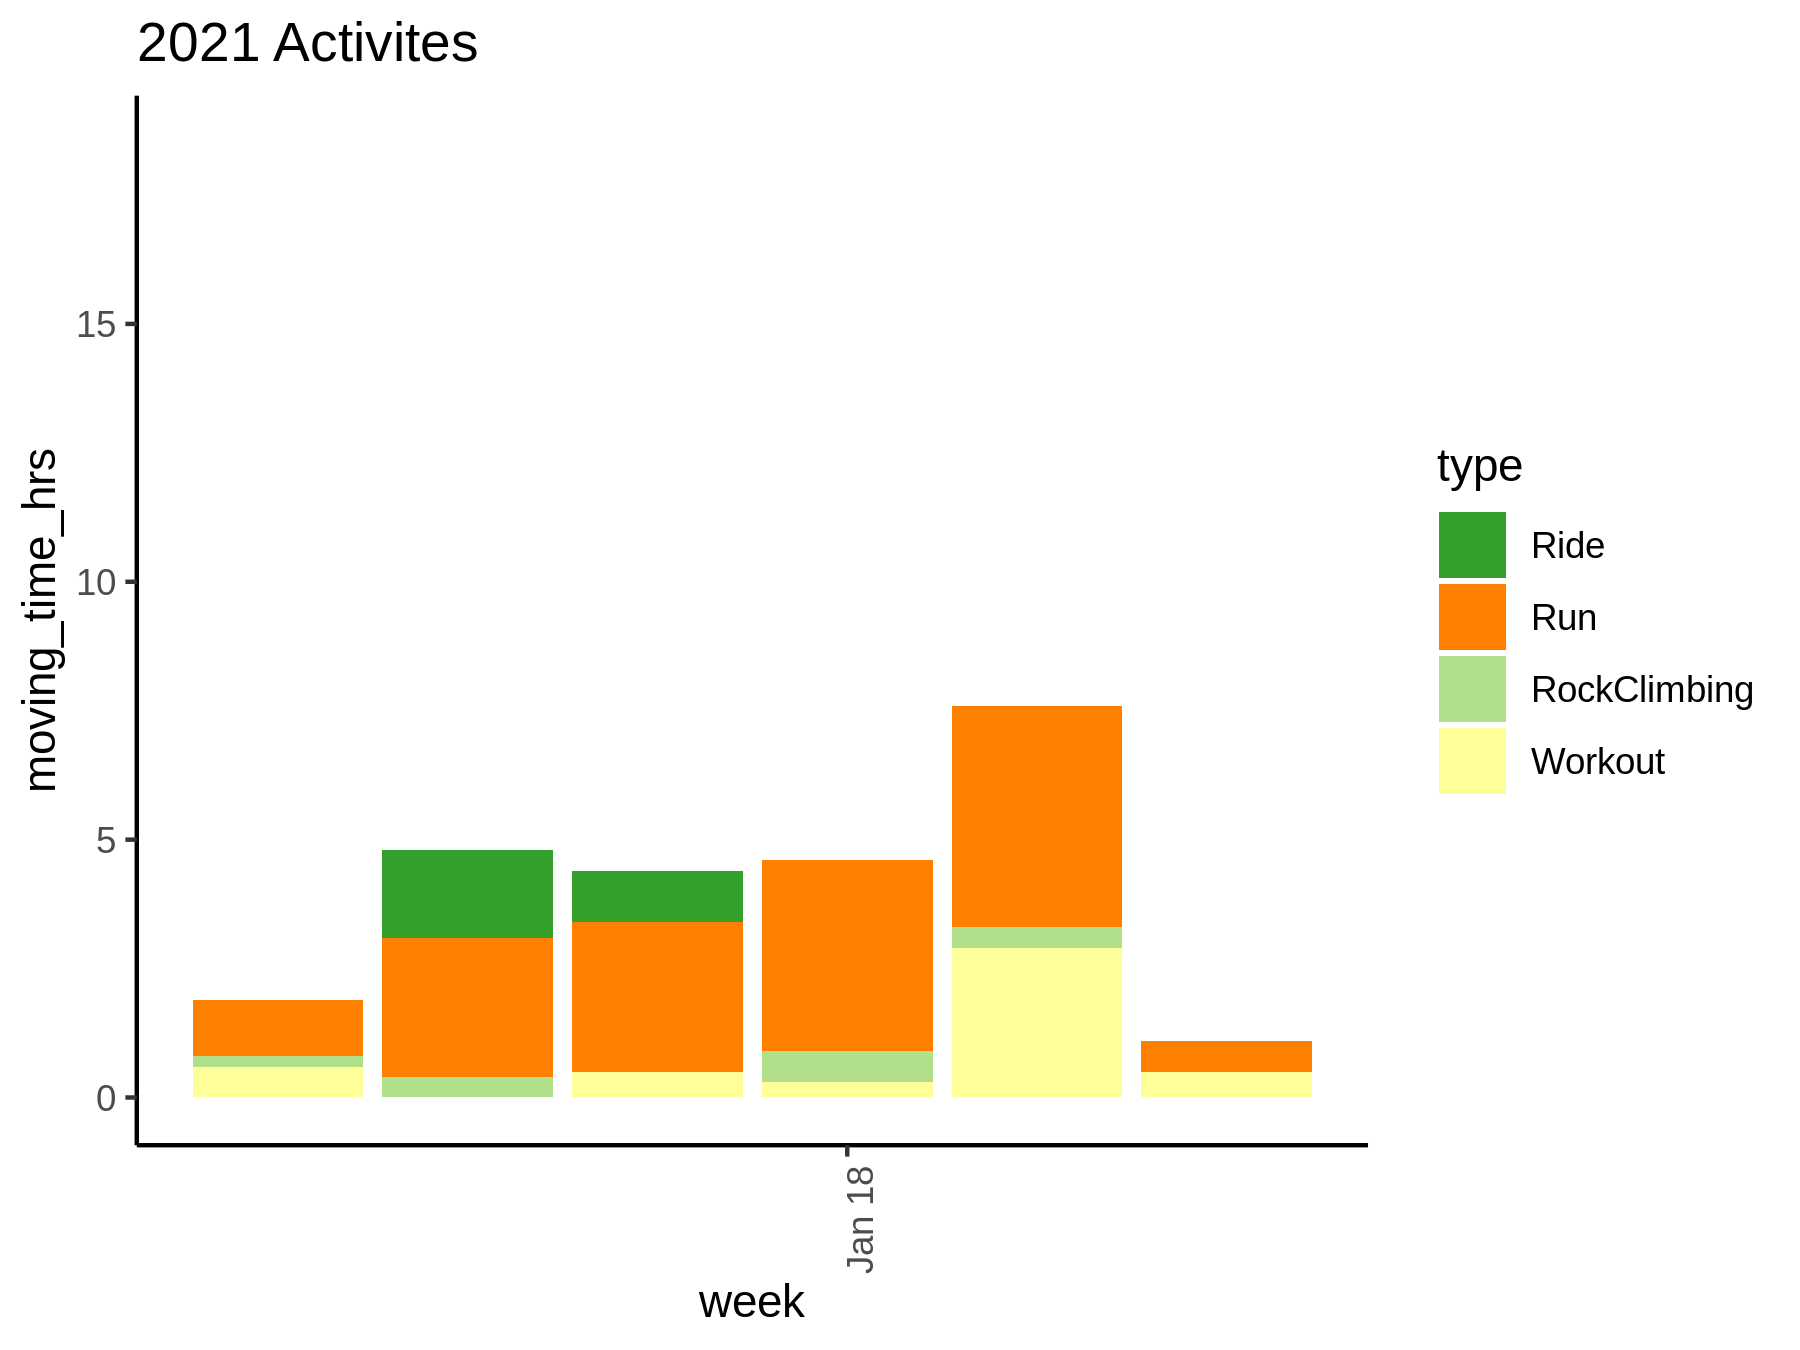 2021 Activites
moving_time_hrs
15
10
5
0
Jan 18
week
type
Ride
Run
RockClimbing
Workout